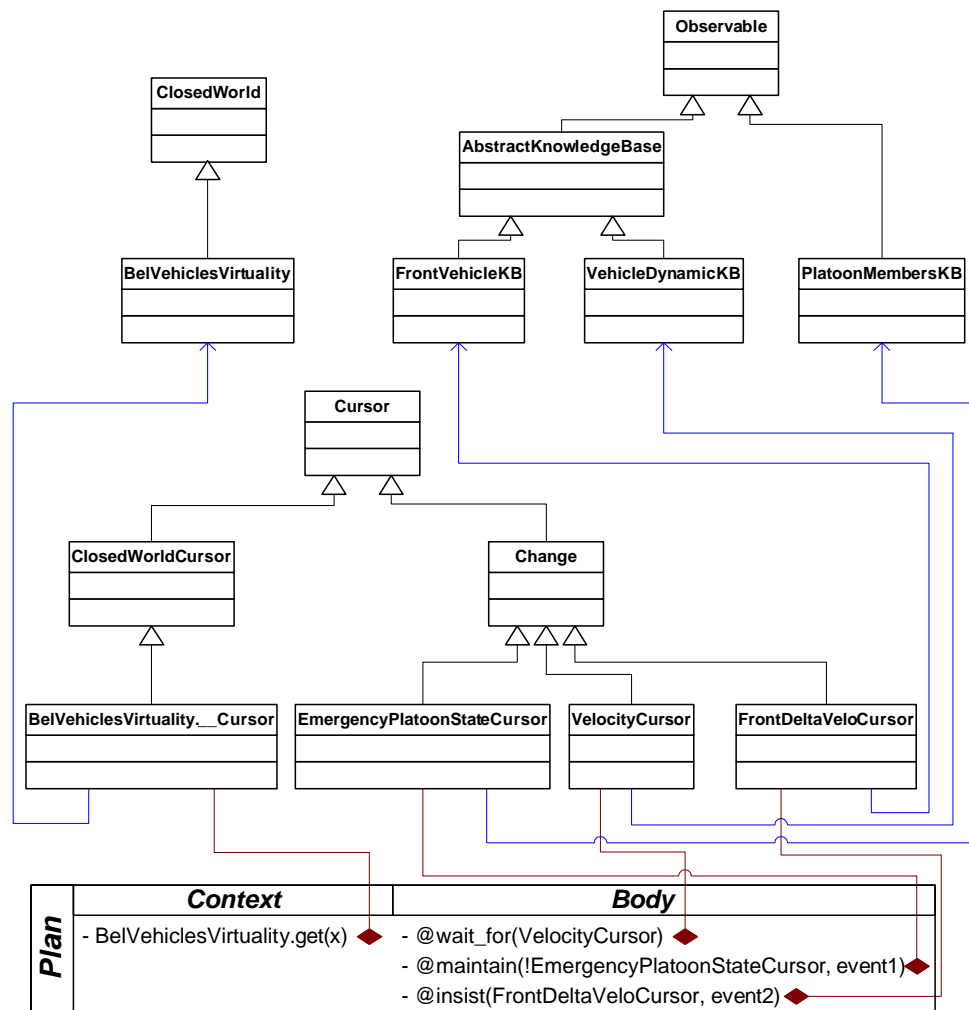 Observable
ClosedWorld
AbstractKnowledgeBase
BelVehiclesVirtuality
FrontVehicleKB
VehicleDynamicKB
PlatoonMembersKB
Cursor
ClosedWorldCursor
Change
BelVehiclesVirtuality.__Cursor
EmergencyPlatoonStateCursor
VelocityCursor
FrontDeltaVeloCursor
Plan
Context
Body
- BelVehiclesVirtuality.get(x)
- @wait_for(VelocityCursor)
- @maintain(!EmergencyPlatoonStateCursor, event1)
- @insist(FrontDeltaVeloCursor, event2)